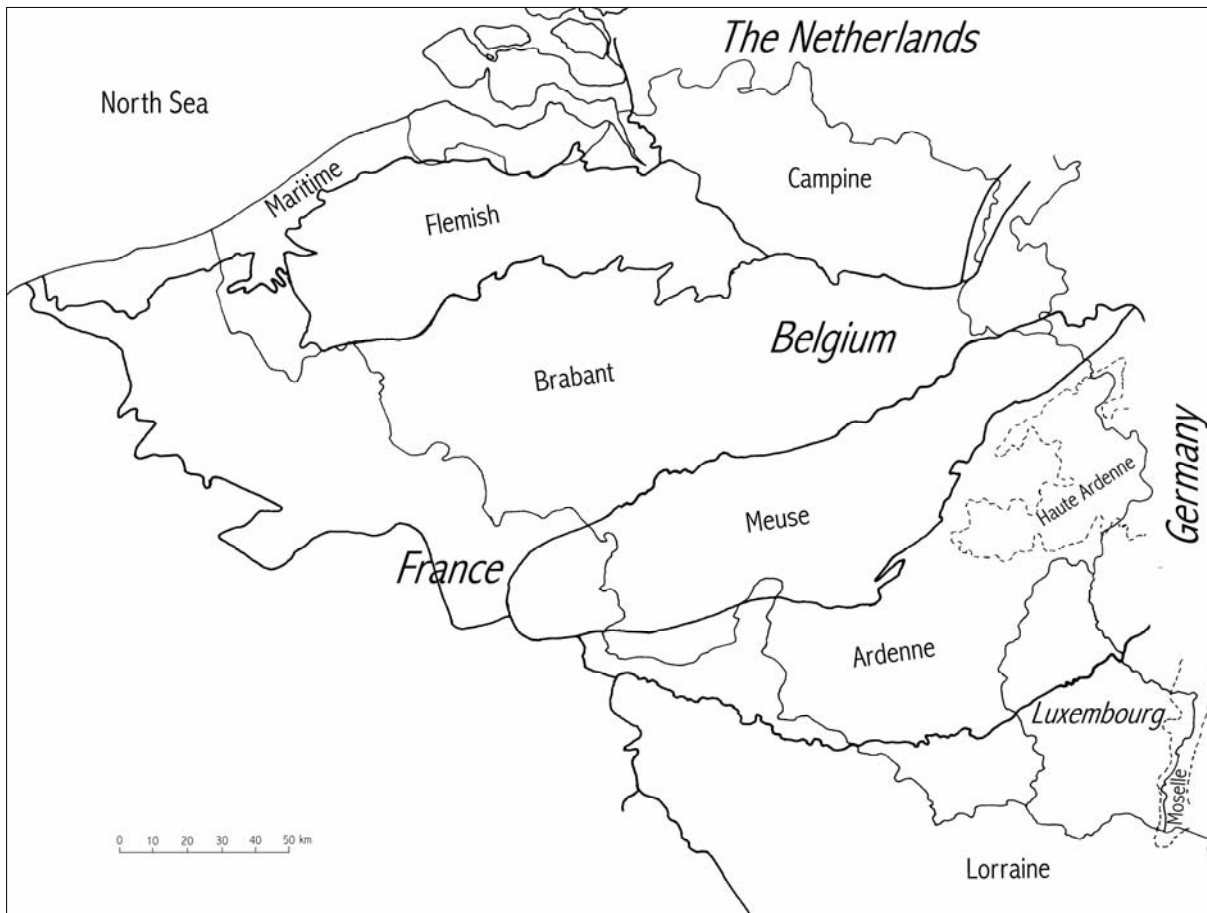 The Netherlands
North Sea
Maritime
Campine
Flemish
Belgium
Brabant
Germany
Haute Ardenne
Meuse
France
Ardenne
Luxembourg
Moselle
0 10 20 30 40 50 km
Lorraine